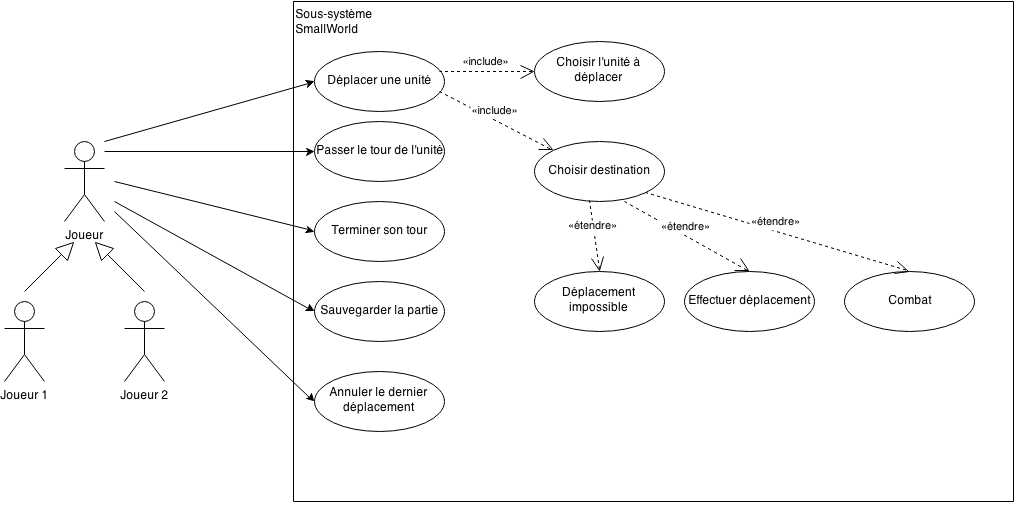 Sous-système
SmallWorld
Déplacer une unité
«include»
Choisir l'unité à
déplacer
«include»
Passer le tour de l'unité
Choisir destination
Joueur
Terminer son tour
«étendre»
«étendre»
«étendre»
Déplacement
impossible
Effectuer déplacement
Combat
Sauvegarder la partie
Joueur 1
Joueur 2
Annuler le dernier
déplacement